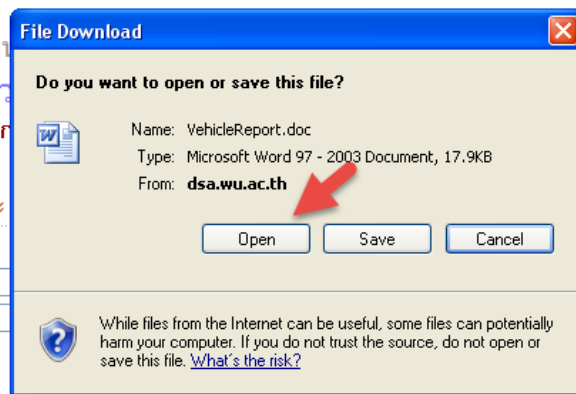 File Download
Do you want to open or save this file?
Name: VehicleReport.doc
Type: Microsoft Word 97 - 2003 Document, 17.9KB
From: dsa.wu.ac.th
Open Save Cancel
While files from the Internet can be useful, some files can potentially
harm your computer. If you do not trust the source, do not open or
save this file. What's the risk?